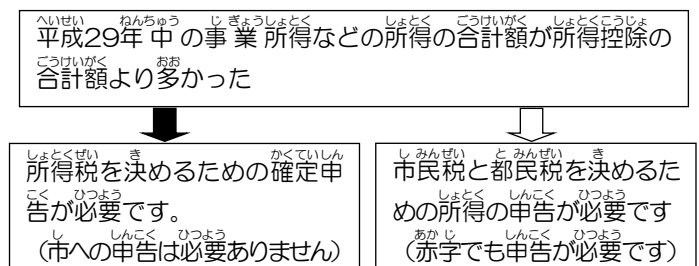 平成29年中の事業所得などの所得の合計額が所得控除の
合計額より多かった
所得税を決めるための確定申
告が必要です。
（市への申告は必要ありません）
市民税と都民税を決めるた
めの所得の申告が必要です
（赤字でも申告が必要です）